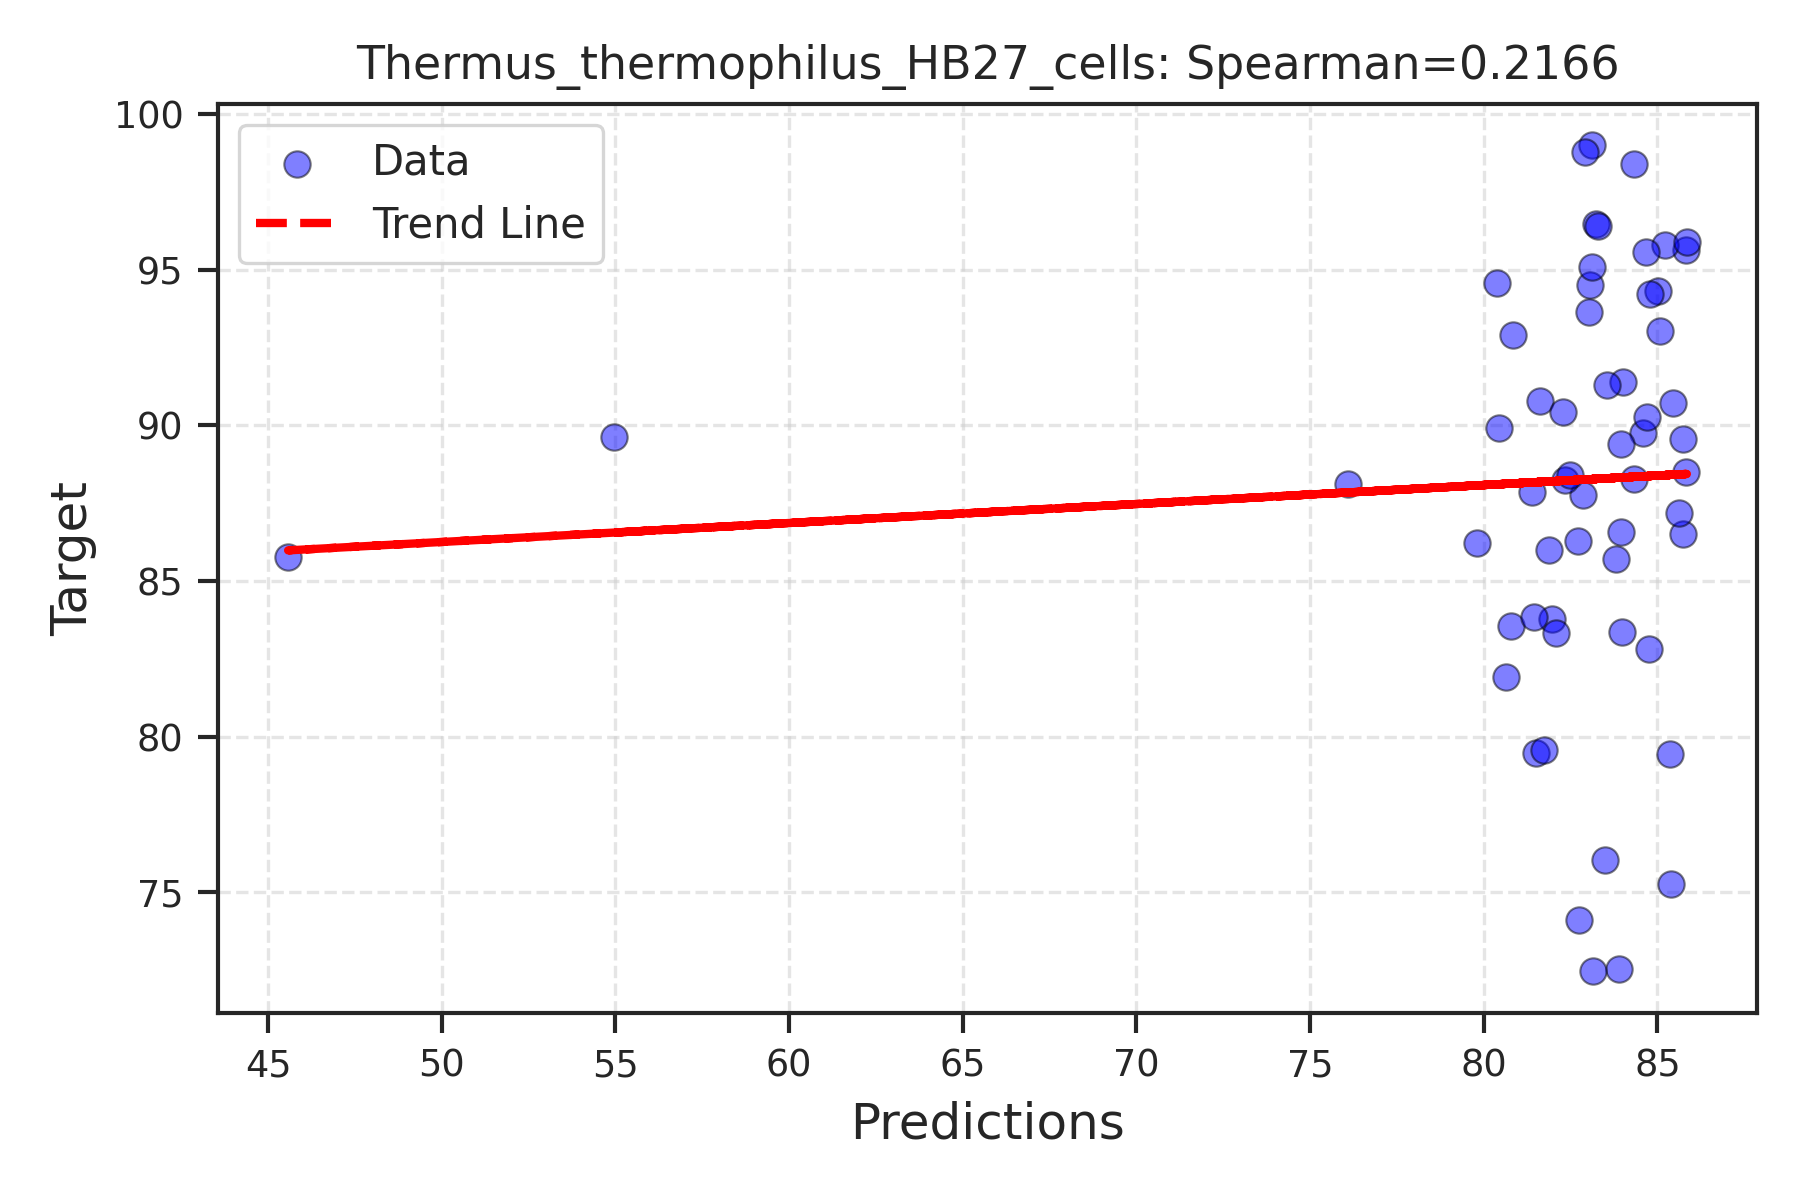 Thermus_thermophilus_HB27_cells: Spearman=0.2166
100
95
90
85
80
75
Target
Data
Trend Line
45 50 55 60 65 70 75 80 85
Predictions